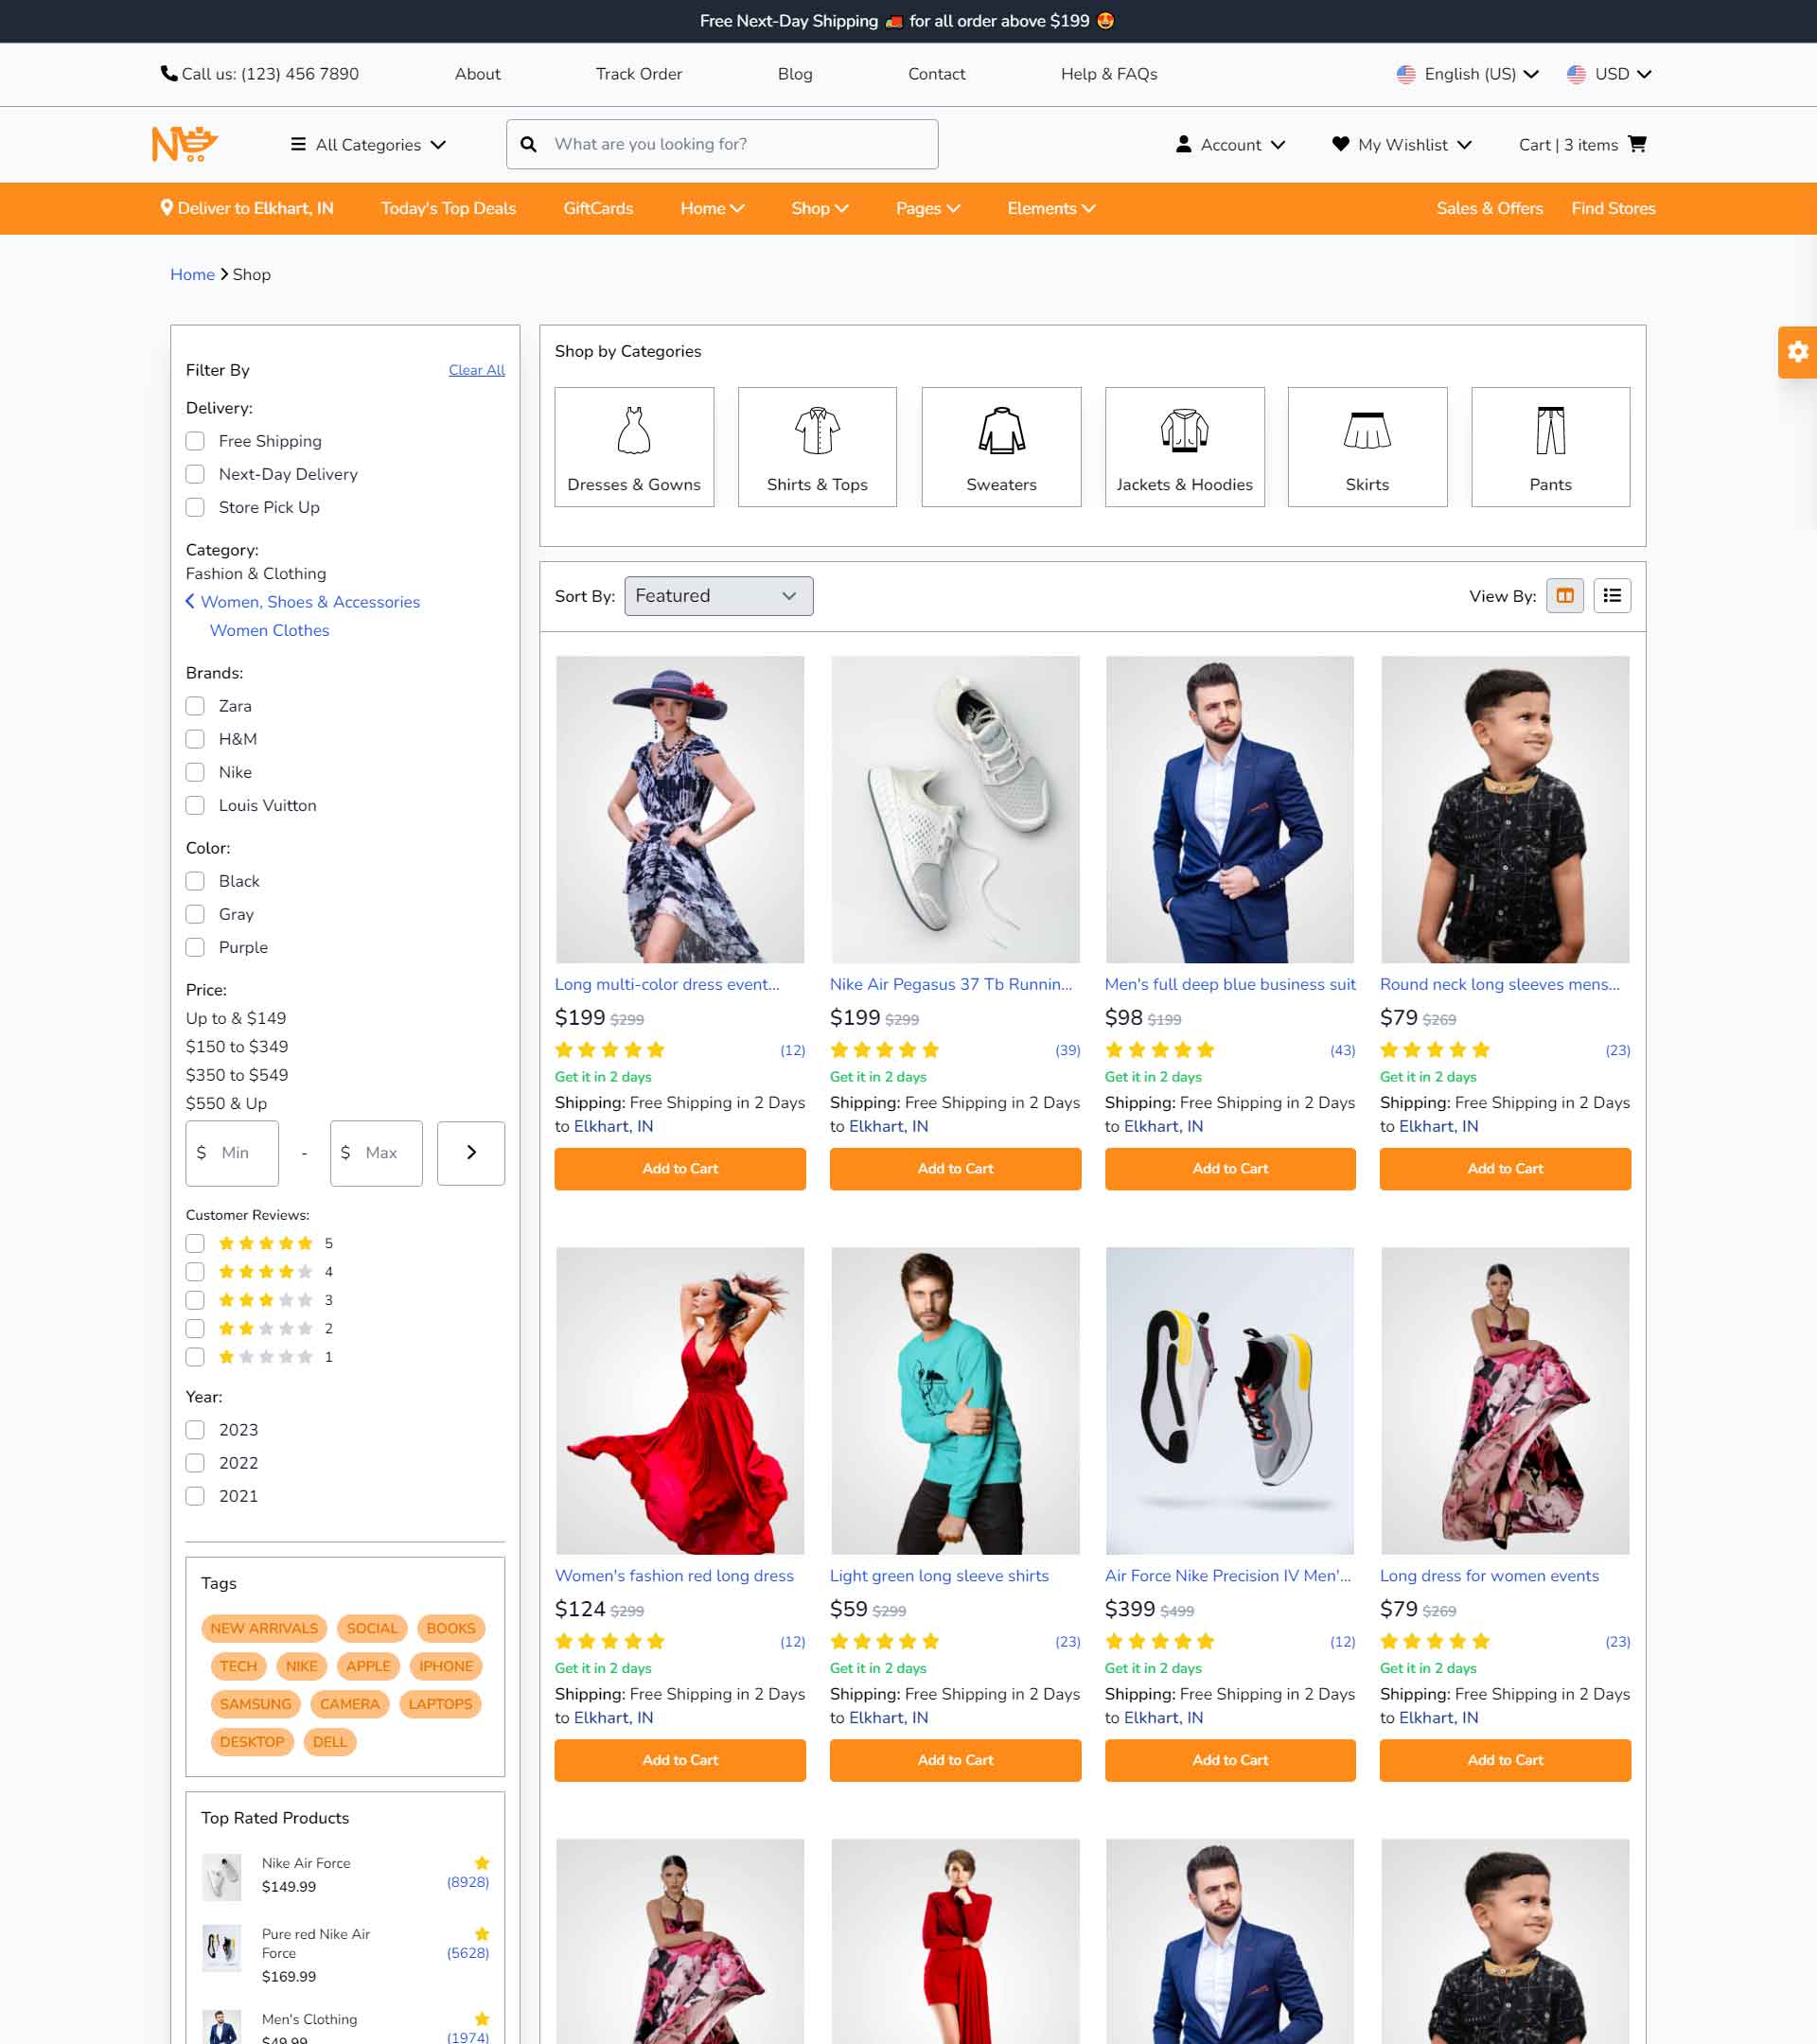 Free Next-Day Shipping 🚚 for all order above $199 😍
Call us: (123) 456 7890 About Track Order Blog Contact Help & FAQs English (US) USD
N All Categories What are you looking for? Account My Wishlist Cart | 3 items
Deliver to Elkhart, IN Today's Top Deals GiftCards Home Shop Pages Elements Sales & Offers Find Stores
Home Shop
Filter By Clear All
Delivery:
Free Shipping
Next-Day Delivery
Store Pick Up
Category:
Fashion & Clothing
Women, Shoes & Accessories
Women Clothes
Brands:
Zara
H&M
Nike
Louis Vuitton
Color:
Black
Gray
Purple
Price:
Up to & $149
$150 to $349
$350 to $549
$550 & Up
$ Min - $ Max
Customer Reviews:
5
4
3
2
1
Year:
2023
2022
2021
Tags
NEW ARRIVALS SOCIAL BOOKS
TECH NIKE APPLE IPHONE
SAMSUNG CAMERA LAPTOPS
DESKTOP DELL
Top Rated Products
Nike Air Force
$149.99
(8928)
Pure red Nike Air
Force
$169.99
(5628)
Men's Clothing
$49.99
(1974)
Shop by Categories
Dresses & Gowns Shirts & Tops Sweaters Jackets & Hoodies Skirts Pants
Sort By: Featured View By:
Long multi-color dress event...
$199 $299
(12)
Get it in 2 days
Shipping: Free Shipping in 2 Days
to Elkhart, IN
Add to Cart
Nike Air Pegasus 37 Tb Runnin...
$199 $299
(39)
Get it in 2 days
Shipping: Free Shipping in 2 Days
to Elkhart, IN
Add to Cart
Men's full deep blue business suit
$98 $199
(43)
Get it in 2 days
Shipping: Free Shipping in 2 Days
to Elkhart, IN
Add to Cart
Round neck long sleeves mens...
$79 $269
(23)
Get it in 2 days
Shipping: Free Shipping in 2 Days
to Elkhart, IN
Add to Cart
Women's fashion red long dress
$124 $299
(12)
Get it in 2 days
Shipping: Free Shipping in 2 Days
to Elkhart, IN
Add to Cart
Light green long sleeve shirts
$59 $299
(23)
Get it in 2 days
Shipping: Free Shipping in 2 Days
to Elkhart, IN
Add to Cart
Air Force Nike Precision IV Men'...
$399 $499
(12)
Get it in 2 days
Shipping: Free Shipping in 2 Days
to Elkhart, IN
Add to Cart
Long dress for women events
$79 $269
(23)
Get it in 2 days
Shipping: Free Shipping in 2 Days
to Elkhart, IN
Add to Cart